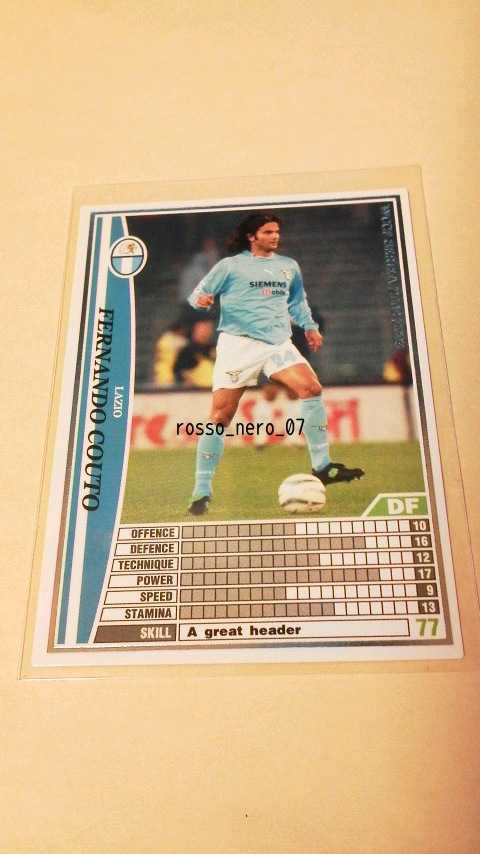 FERNANDO COUTO
LAZIO
SIEMENS
mobile
24
rosso_nero_07
DF
OFFENCE 10
DEFENCE 16
TECHNIQUE 12
POWER 17
SPEED 9
STAMINA 13
SKILL A great header 77